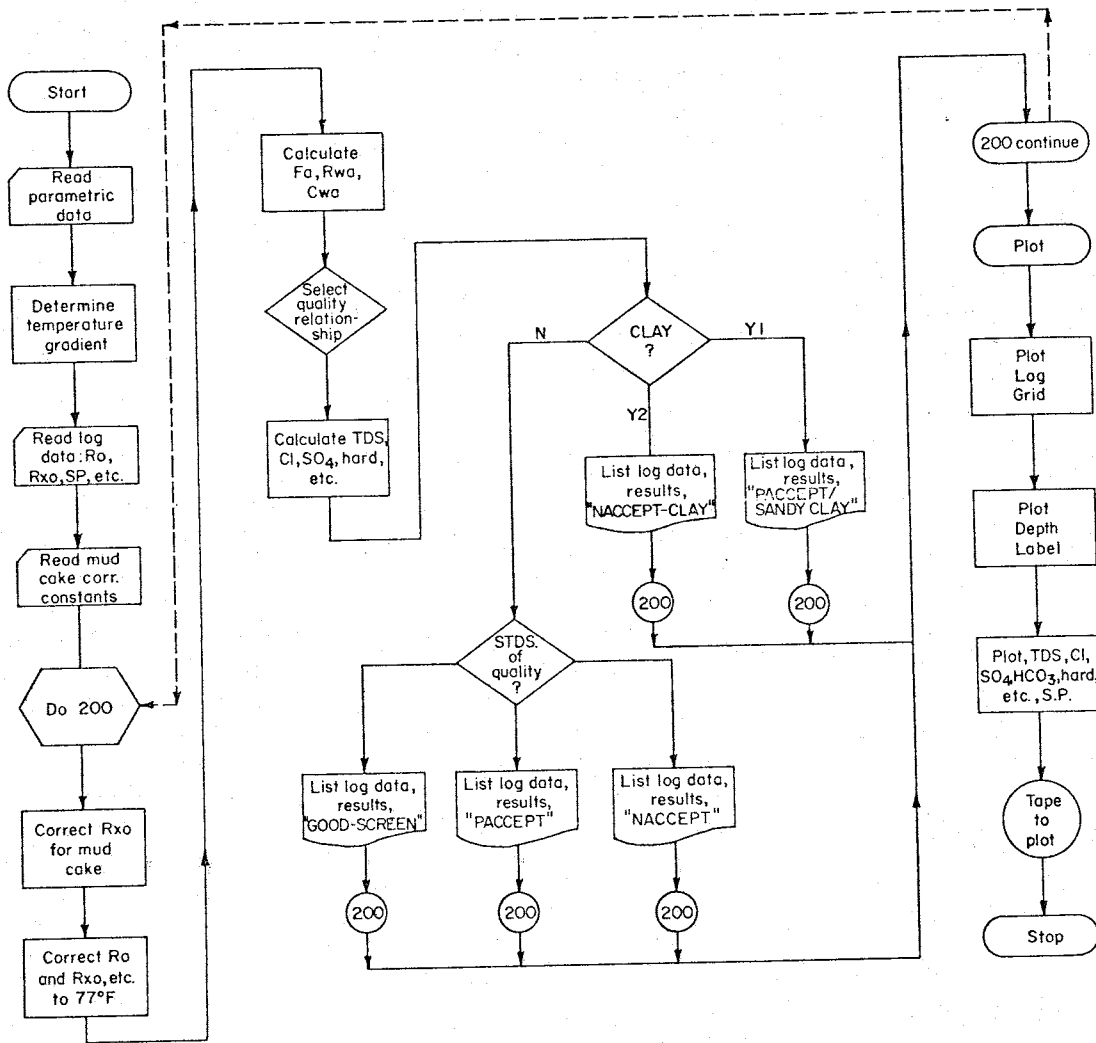 Start
Read
parametric
data
Determine
temperature
gradient
Read log
data:Ro,
Rxo,SP, etc.
Read mud
cake corr.
constants
Do 200
Correct Rxo
for mud
cake
Correct Ro
and Rxo,etc.
to 77°F
Calculate
Fa,Rwa,
Cwa
Select
quality
relation-
ship
Calculate TDS,
Cl,SO4,hard,
etc.
CLAY
?
N
Y1
Y2
List log data,
results,
"NACCEPT-CLAY"
200
List log data,
results,
"PACCEPT/
SANDY CLAY"
200
STDS.
of
quality
?
List log data,
results,
"GOOD-SCREEN"
200
List log data,
results,
"PACCEPT"
200
List log data,
results,
"NACCEPT"
200
200 continue
Plot
Plot
Log
Grid
Plot
Depth
Label
Plot,TDS,Cl,
SO4,HCO3,hard,
etc.,S.P.
Tape
to
plot
Stop